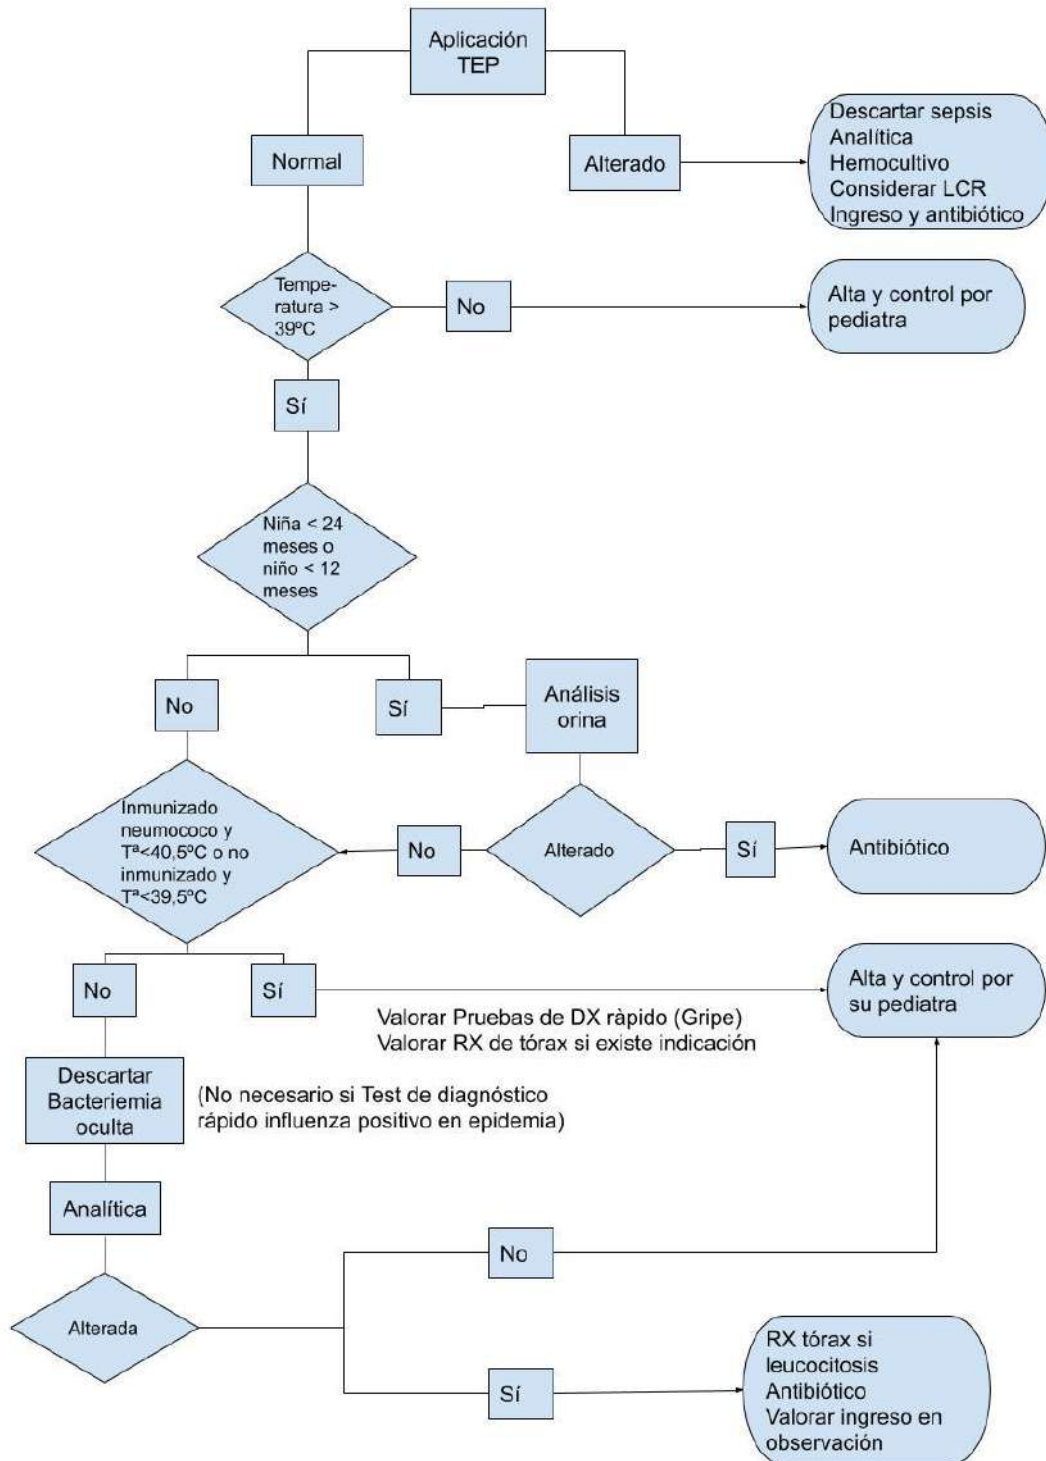 Aplicación
TEP
Normal
Alterado
Descartar sepsis
Analítica
Hemocultivo
Considerar LCR
Ingreso y antibiótico
Tempe-
ratura >
39ºC
No
Alta y control por
pediatra
Sí
Niña < 24
meses o
niño < 12
meses
No
Sí
Análisis
orina
Inmunizado
neumococo y
Tª<40,5ºC o no
inmunizado y
Tª<39,5ºC
No
Alterado
Sí
Antibiótico
No
Sí
Alta y control por
su pediatra
Valorar Pruebas de DX ràpido (Gripe)
Valorar RX de tórax si existe indicación
Descartar
Bacteriemia
oculta
(No necesario si Test de diagnóstico
rápido influenza positivo en epidemia)
Analítica
No
Alterada
Sí
RX tórax si
leucocitosis
Antibiótico
Valorar ingreso en
observación